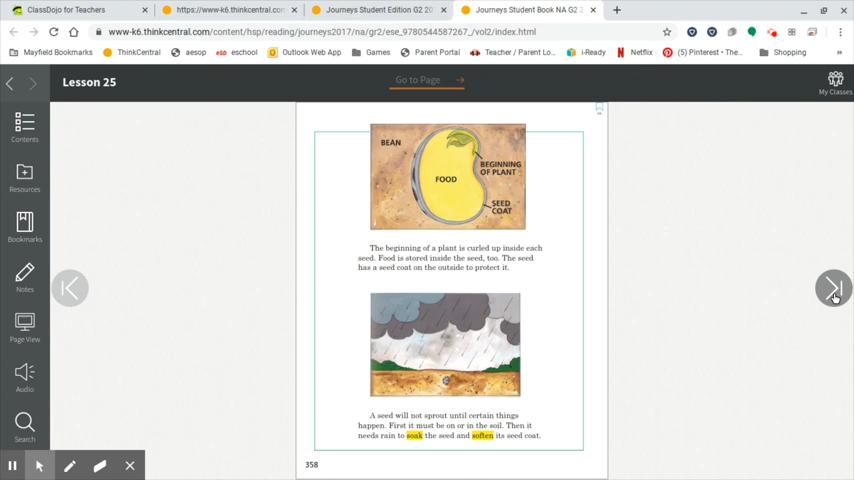 ClassDojo for Teachers
https://www-k6.thinkcentral.com/
Journeys Student Edition G2 20
Journeys Student Book NA G2 2
www-k6.thinkcentral.com/content/hsp/reading/journeys2017/na/gr2/ese_9780544587267_/vol2/index.html
Mayfield Bookmarks ThinkCentral aesop eschool Outlook Web App Games Parent Portal Teacher / Parent Lo... i-Ready Netflix (5) Pinterest • The... Shopping
Lesson 25
Go to Page
My Classes
Contents
Resources
Bookmarks
Notes
Page View
Audio
Search
BEAN
FOOD
BEGINNING
OF PLANT
SEED
COAT
The beginning of a plant is curled up inside each
seed. Food is stored inside the seed, too. The seed
has a seed coat on the outside to protect it.
A seed will not sprout until certain things
happen. First it must be on or in the soil. Then it
needs rain to soak the seed and soften its seed coat.
358